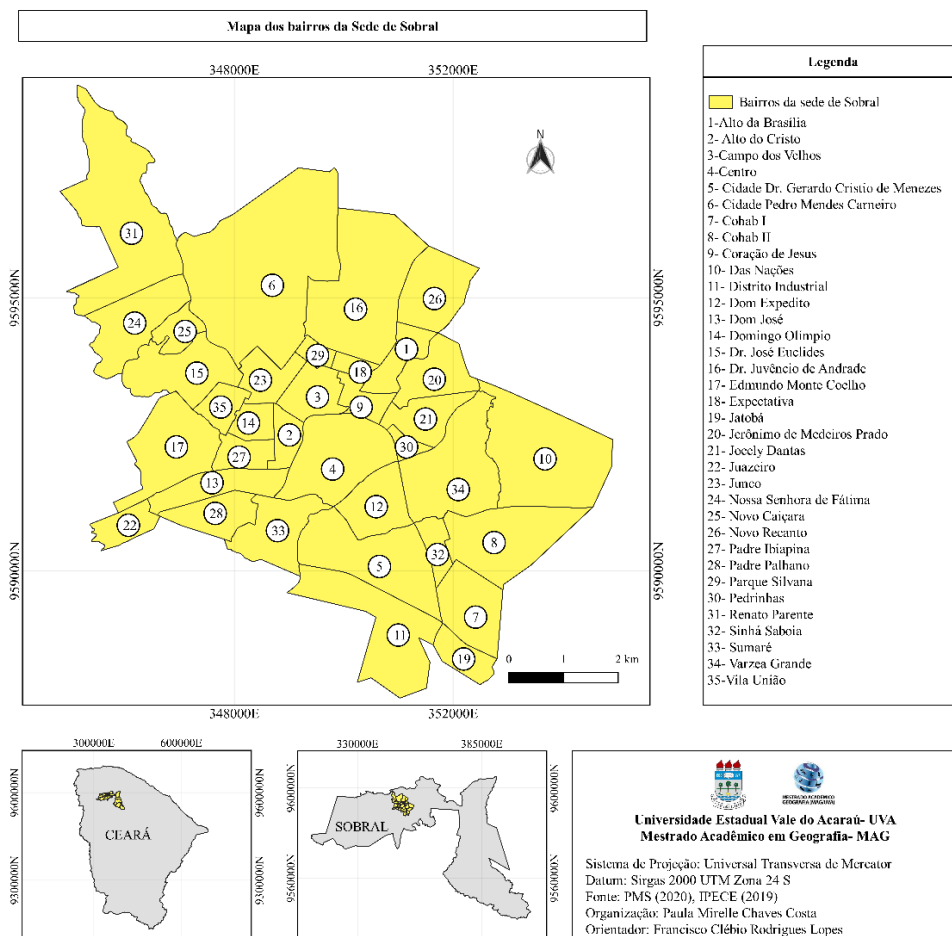 Mapa dos bairros da Sede de Sobral
348000E
352000E
N
9595000N
9595000N
31
6
16
26
24
25
29
1
15
23
18
20
35
3
9
14
21
2
30
17
27
4
10
13
34
28
12
22
33
8
32
5
7
11
19
9590000N
9590000N
0
1
2 km
348000E
352000E
Legenda
Bairros da sede de Sobral
1-Alto da Brasília
2- Alto do Cristo
3-Campo dos Velhos
4-Centro
5- Cidade Dr. Gerardo Cristio de Menezes
6- Cidade Pedro Mendes Carneiro
7- Cohab I
8- Cohab II
9- Coração de Jesus
10- Das Nações
11- Distrito Industrial
12- Dom Expedito
13- Dom José
14- Domingo Olimpio
15- Dr. José Euclides
16- Dr. Juvêncio de Andrade
17- Edmundo Monte Coelho
18- Expectativa
19- Jatobá
20- Jerônimo de Medeiros Prado
21- Jocely Dantas
22- Juazeiro
23- Junco
24- Nossa Senhora de Fátima
25- Novo Caiçara
26- Novo Recanto
27- Padre Ibiapina
28- Padre Palhano
29- Parque Silvana
30- Pedrinhas
31- Renato Parente
32- Sinhá Saboia
33- Sumaré
34- Varzea Grande
35-Vila União
300000E
600000E
9600000N
9600000N
CEARÁ
9300000N
9300000N
330000E
385000E
9600000N
9600000N
SOBRAL
9560000N
9560000N
MESTRADO ACADÊMICO
GEOGRAFIA (MAG/UVA)
Universidade Estadual Vale do Acaraú- UVA
Mestrado Acadêmico em Geografia- MAG
Sistema de Projeção: Universal Transversa de Mercator
Datum: Sirgas 2000 UTM Zona 24 S
Fonte: PMS (2020), IPECE (2019)
Organização: Paula Mirelle Chaves Costa
Orientador: Francisco Clébio Rodrigues Lopes